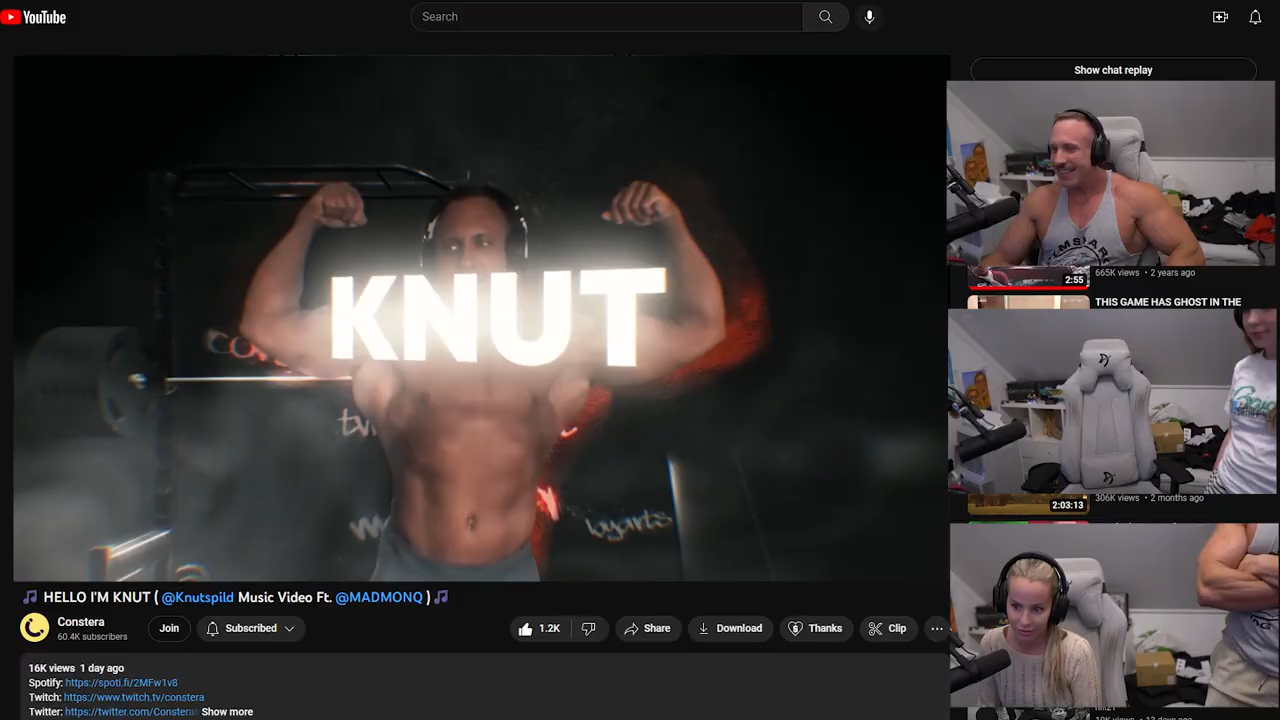 YouTube
Search
Show chat replay
KNUT
2:55
665K views • 2 years ago
THIS GAME HAS GHOST IN THE
🎵 HELLO I'M KNUT ( @Knutspild Music Video Ft. @MADMONQ ) 🎵
306K views • 2 months ago
2:03:13
Constera
60.4K subscribers
Join
Subscribed
1.2K
Share
Download
Thanks
Clip
16K views 1 day ago
Spotify: https://spoti.fi/2MFw1v8
Twitch: https://www.twitch.tv/constera
Twitter: https://twitter.com/Constera
Show more